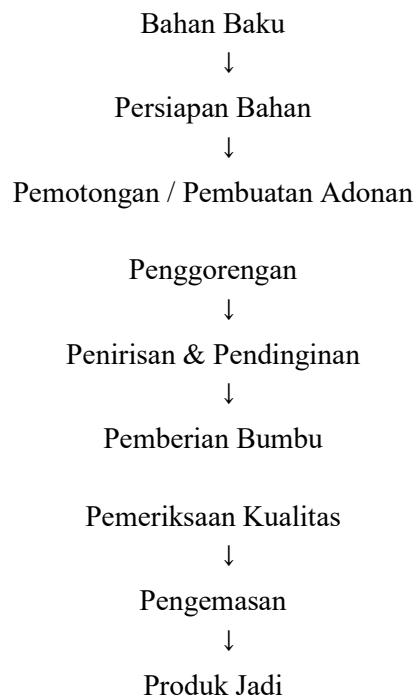 Bahan Baku
↓
Persiapan Bahan
↓
Pemotongan / Pembuatan Adonan
Penggorengan
↓
Penirisan & Pendinginan
↓
Pemberian Bumbu
Pemeriksaan Kualitas
↓
Pengemasan
↓
Produk Jadi